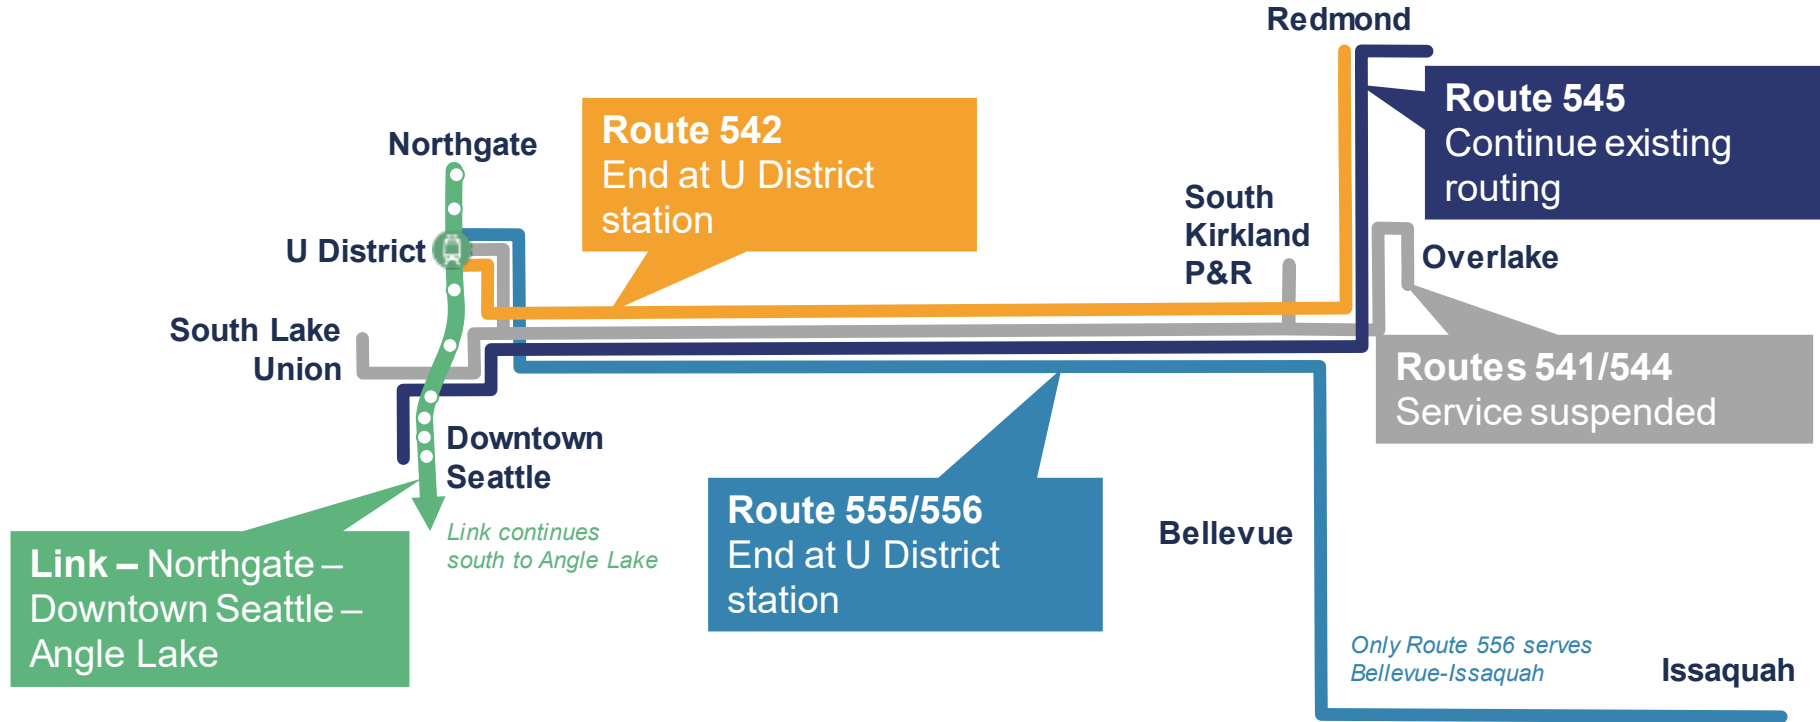 Redmond
Route 545
Continue existing
routing
Route 542
End at U District
station
Northgate
South
Kirkland
P&R
U District
Overlake
South Lake
Union
Routes 541/544
Service suspended
Downtown
Seattle
Link continues
south to Angle Lake
Route 555/556
End at U District
station
Bellevue
Link – Northgate –
Downtown Seattle –
Angle Lake
Only Route 556 serves
Bellevue-Issaquah
Issaquah